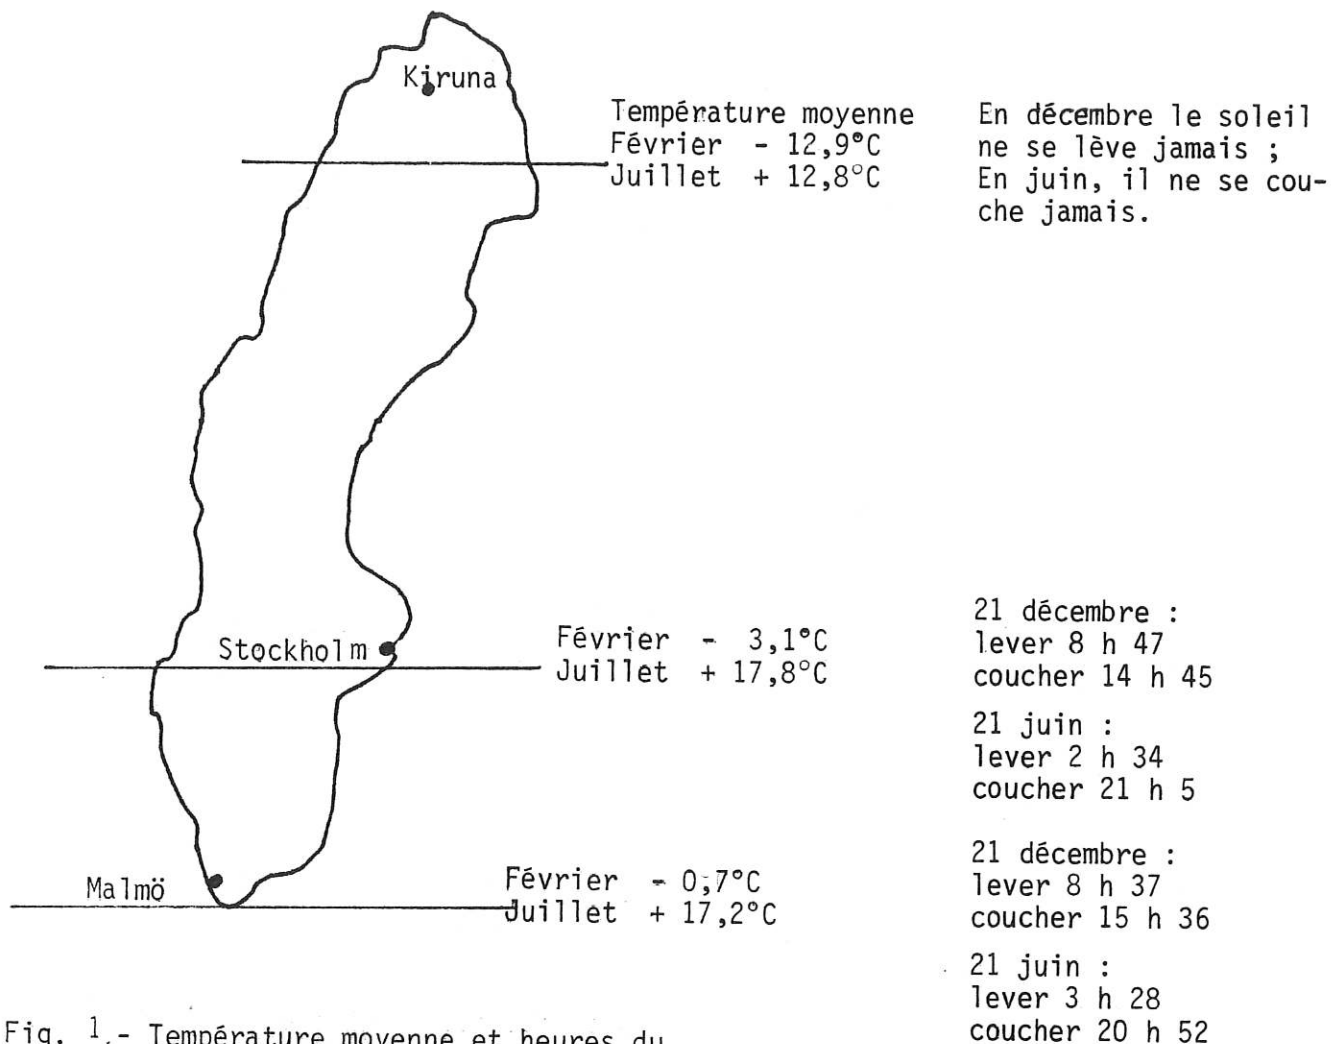 Kiruna
Température moyenne
Février - 12,9°C
Juillet + 12,8°C
En décembre le soleil
ne se lève jamais ;
En juin, il ne se cou-
che jamais.
Stockholm
Février - 3,1°C
Juillet + 17,8°C
21 décembre :
lever 8 h 47
coucher 14 h 45
21 juin :
lever 2 h 34
coucher 21 h 5
Malmö
Février - 0,7°C
Juillet + 17,2°C
21 décembre :
lever 8 h 37
coucher 15 h 36
21 juin :
lever 3 h 28
coucher 20 h 52
Fig. 1.- Température moyenne et heures du